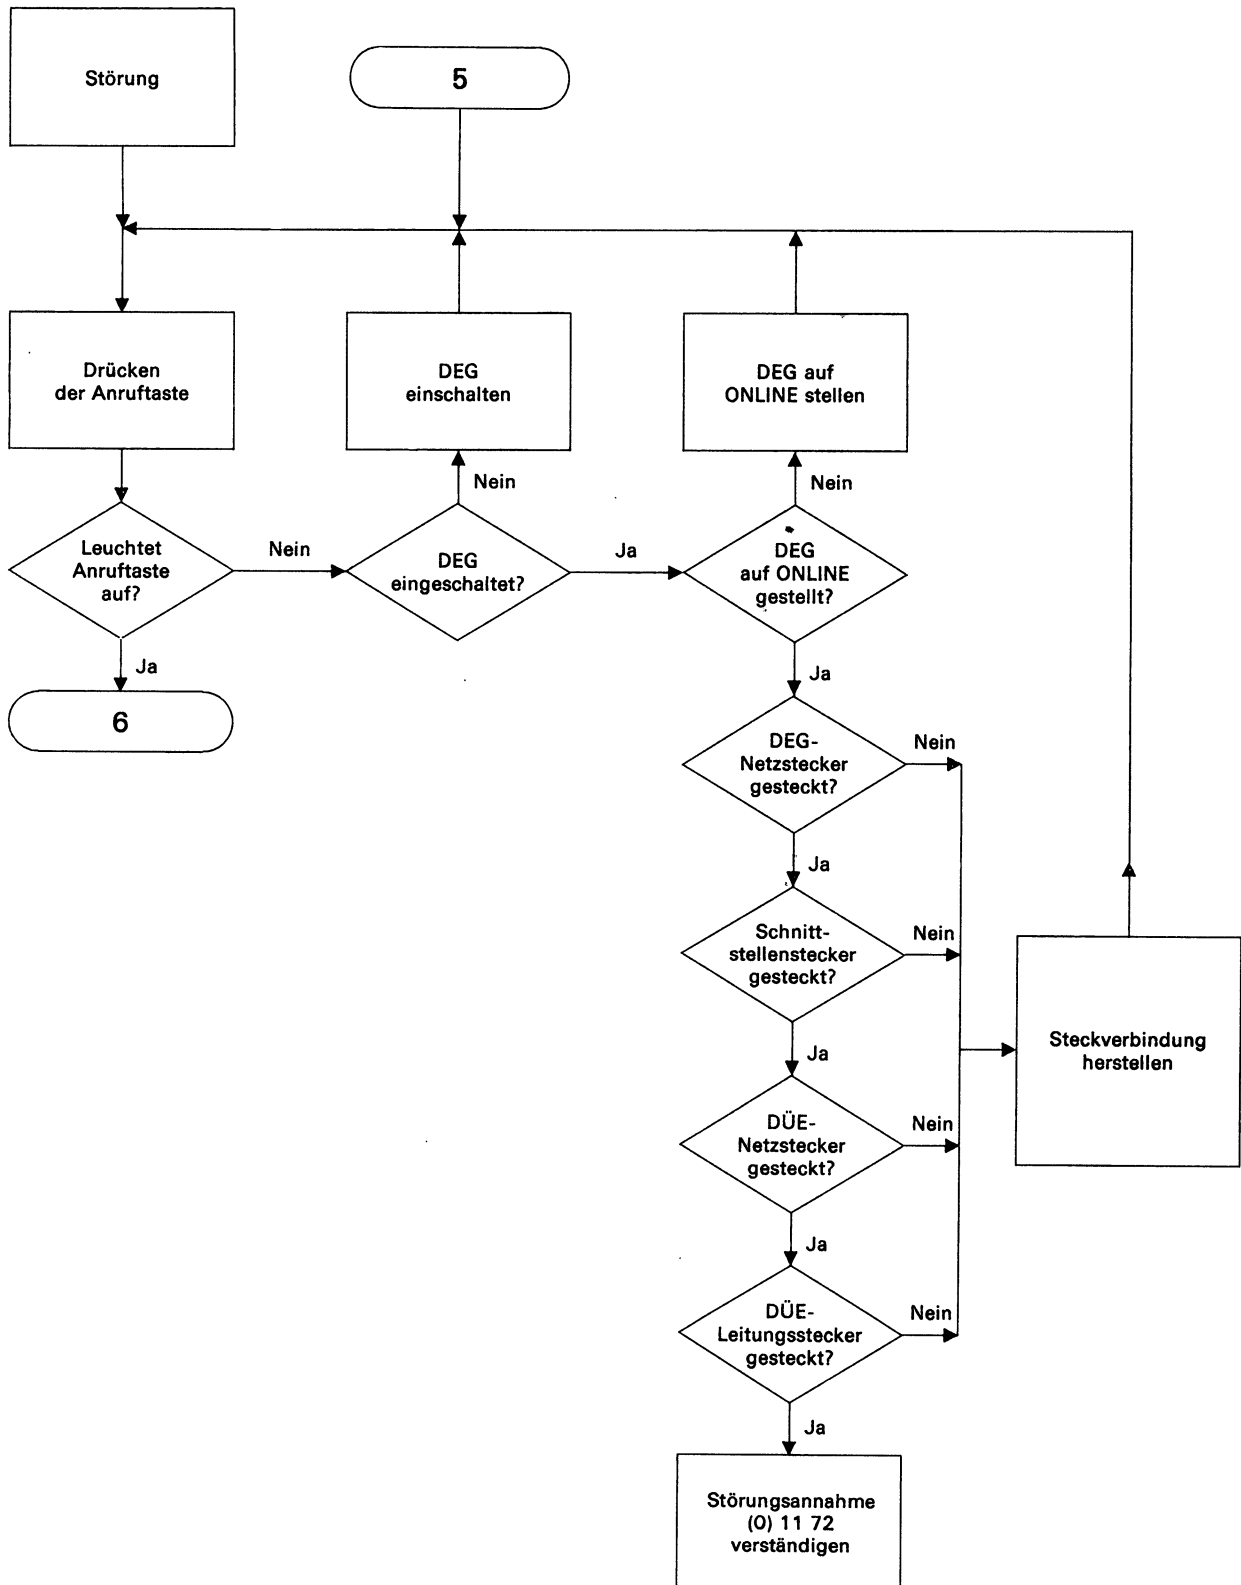 Störung
5
Drücken
der Anruftaste
DEG
einschalten
DEG auf
ONLINE stellen
Nein
Nein
Leuchtet
Anruftaste
auf?
Nein
DEG
eingeschaltet?
Ja
DEG
auf ONLINE
gestellt?
Ja
Ja
6
DEG-
Netzstecker
gesteckt?
Nein
Ja
Schnitt-
stellenstecker
gesteckt?
Nein
Steckverbindung
herstellen
Ja
DÜE-
Netzstecker
gesteckt?
Nein
Ja
DÜE-
Leitungsstecker
gesteckt?
Nein
Ja
Störungsannahme
(0) 11 72
verständigen